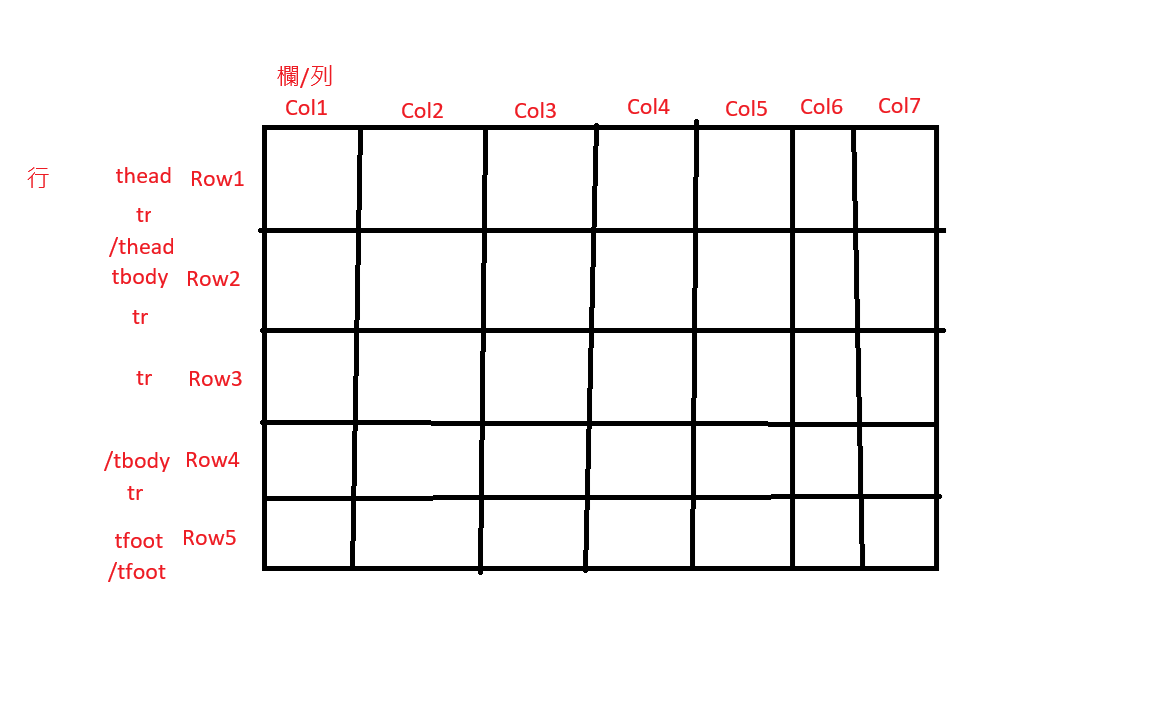 欄/列
Col1 Col2 Col3 Col4 Col5 Col6 Col7
行 thead Row1
tr
/thead
tbody Row2
tr
tr Row3
/tbody Row4
tr
tfoot Row5
/tfoot